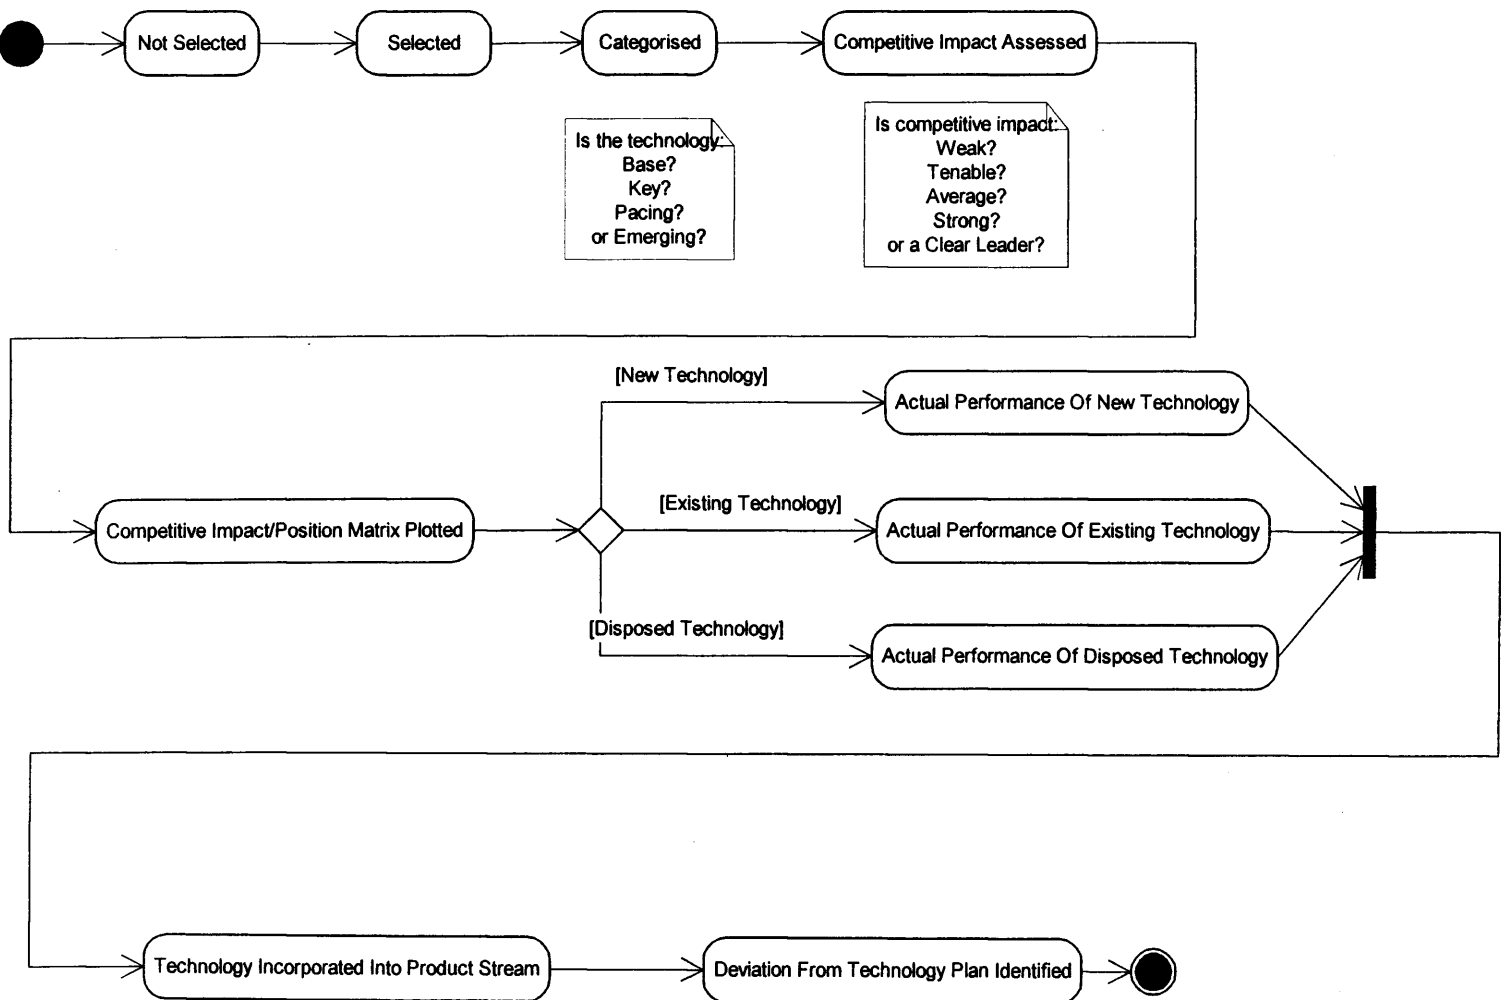 Not Selected
Selected
Categorised
Competitive Impact Assessed
Is the technology:
Base?
Key?
Pacing?
or Emerging?
Is competitive impact:
Weak?
Tenable?
Average?
Strong?
or a Clear Leader?
[New Technology]
Actual Performance Of New Technology
Competitive Impact/Position Matrix Plotted
[Existing Technology]
Actual Performance Of Existing Technology
[Disposed Technology]
Actual Performance Of Disposed Technology
Technology Incorporated Into Product Stream
Deviation From Technology Plan Identified